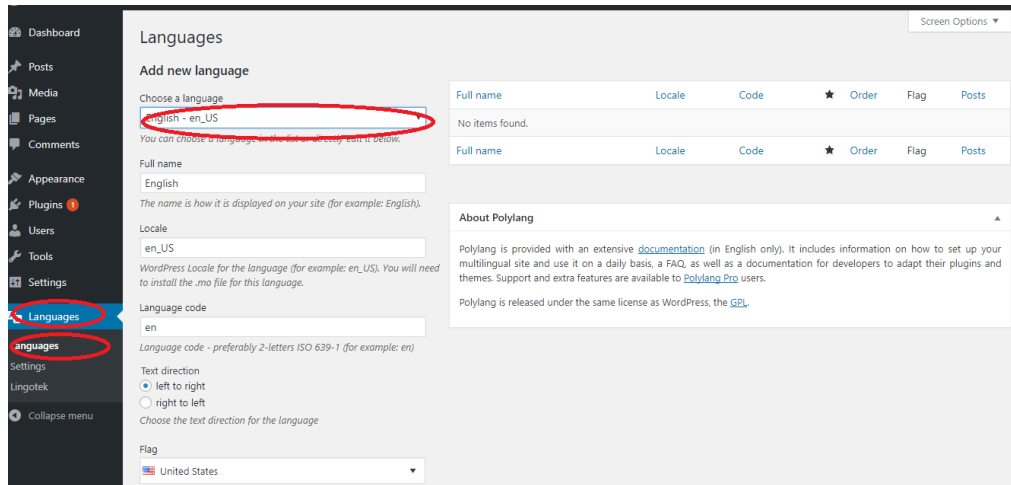 Screen Options
Dashboard
Posts
Media
Pages
Comments
Appearance
Plugins 1
Users
Tools
Settings
Languages
anguages
Settings
Lingotek
Collapse menu
Languages
Add new language
Choose a language
English - en_US
You can choose a language in the list or directly edit it below.
Full name
English
The name is how it is displayed on your site (for example: English).
Locale
en_US
WordPress Locale for the language (for example: en_US). You will need
to install the .mo file for this language.
Language code
en
Language code - preferably 2-letters ISO 639-1 (for example: en)
Text direction
left to right
right to left
Choose the text direction for the language
Flag
United States
Full name Locale Code ★ Order Flag Posts
No items found.
Full name Locale Code ★ Order Flag Posts
About Polylang
Polylang is provided with an extensive documentation (in English only). It includes information on how to set up your
multilingual site and use it on a daily basis, a FAQ, as well as a documentation for developers to adapt their plugins and
themes. Support and extra features are available to Polylang Pro users.
Polylang is released under the same license as WordPress, the GPL.